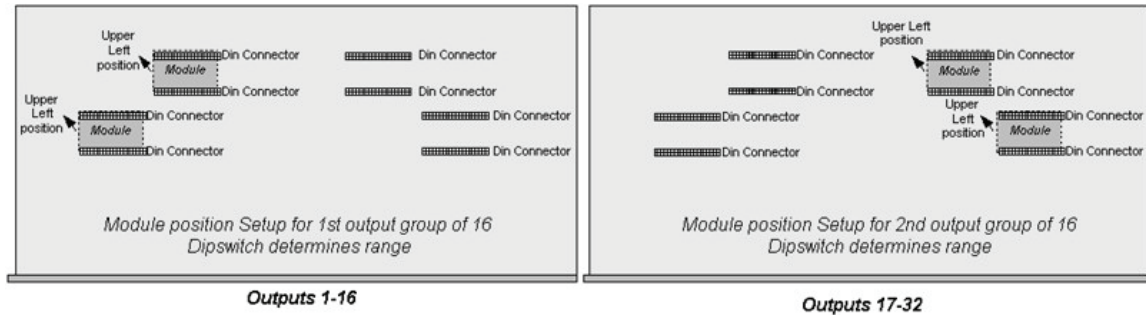 Upper
Left
position
Din Connector
Module
Din Connector
Din Connector
Din Connector
Upper
Left
position
Din Connector
Module
Din Connector
Din Connector
Din Connector
Module position Setup for 1st output group of 16
Dipswitch determines range
Outputs 1-16
Upper Left
position
Din Connector
Din Connector
Module
Din Connector
Din Connector
Din Connector
Din Connector
Upper
Left
position
Din Connector
Module
Din Connector
Module position Setup for 2nd output group of 16
Dipswitch determines range
Outputs 17-32